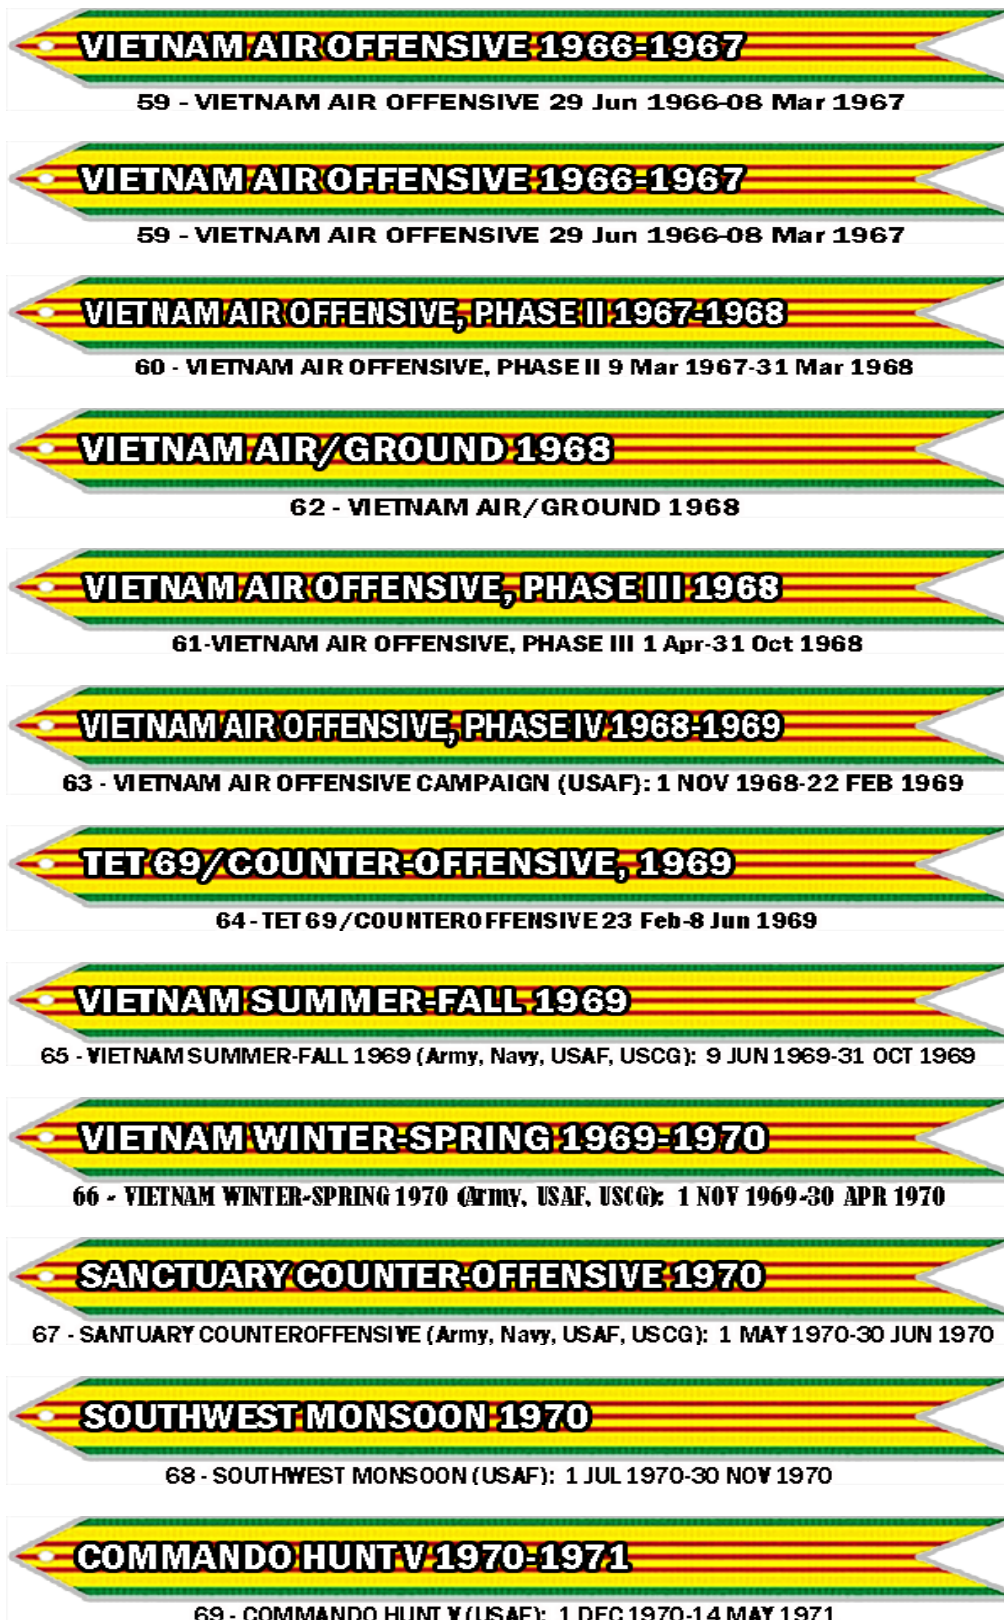 VIETNAM AIR OFFENSIVE 1966-1967
59 - VIETNAM AIR OFFENSIVE 29 Jun 1966-08 Mar 1967
VIETNAM AIR OFFENSIVE 1966-1967
59 - VIETNAM AIR OFFENSIVE 29 Jun 1966-08 Mar 1967
VIETNAM AIR OFFENSIVE, PHASE II 1967-1968
60 - VIETNAM AIR OFFENSIVE, PHASE II 9 Mar 1967-31 Mar 1968
VIETNAM AIR/GROUND 1968
62 - VIETNAM AIR/GROUND 1968
VIETNAM AIR OFFENSIVE, PHASE III 1968
61-VIETNAM AIR OFFENSIVE, PHASE III 1 Apr-31 Oct 1968
VIETNAM AIR OFFENSIVE, PHASE IV 1968-1969
63 - VIETNAM AIR OFFENSIVE CAMPAIGN (USAF): 1 NOV 1968-22 FEB 1969
TET 69/COUNTER-OFFENSIVE, 1969
64 - TET 69/COUNTEROFFENSIVE 23 Feb-8 Jun 1969
VIETNAM SUMMER-FALL 1969
65 - VIETNAM SUMMER-FALL 1969 (Army, Navy, USAF, USCG): 9 JUN 1969-31 OCT 1969
VIETNAM WINTER-SPRING 1969-1970
66 - VIETNAM WINTER-SPRING 1970 (Army, USAF, USCG): 1 NOV 1969-30 APR 1970
SANCTUARY COUNTER-OFFENSIVE 1970
67 - SANTUARY COUNTEROFFENSIVE (Army, Navy, USAF, USCG): 1 MAY 1970-30 JUN 1970
SOUTHWEST MONSOON 1970
68 - SOUTHWEST MONSOON (USAF): 1 JUL 1970-30 NOV 1970
COMMANDO HUNT V 1970-1971
69 - COMMANDO HUNT V (USAF): 1 DEC 1970-14 MAY 1971